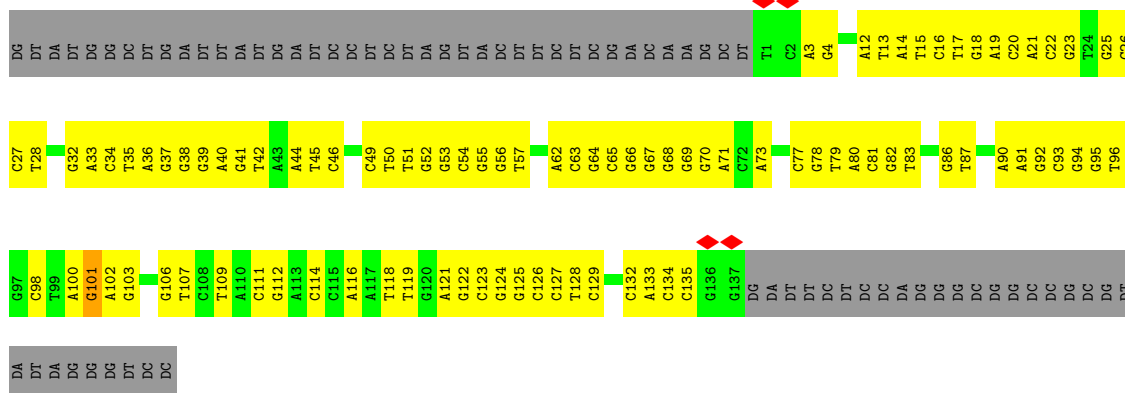 DG DT DA DT DG DG DC DT DG DA DT DT DA DT DG DA DT DC DC DT DC DT DA DG DT DA DC DT DT DC DT DC DG DA DC DA DA DG DC DT T1 C2 A3 G4 A12 T13 A14 T15 C16 T17 G18 A19 C20 A21 C22 G23 T24 G25 C26
C27 T28 G32 A33 C34 T35 A36 G37 G38 G39 A40 G41 T42 A43 A44 T45 C46 C49 T50 T51 G52 G53 C54 G55 G56 T57 A62 C63 G64 C65 G66 G67 G68 G69 G70 A71 C72 A73 C77 G78 T79 A80 C81 G82 T83 G86 T87 A90 A91 G92 C93 G94 G95 T96
G97 C98 T99 A100 G101 A102 G103 G106 T107 C108 T109 A110 C111 G112 A113 C114 C115 A116 A117 T118 T119 G120 A121 G122 C123 G124 G125 C126 C127 T128 C129 C132 A133 C134 C135 G136 G137 DG DA DT DT DC DT DC DC DA DG DG DG DC DG DG DC DC DG DC DG DT
DA DT DA DG DG DG DT DC DC